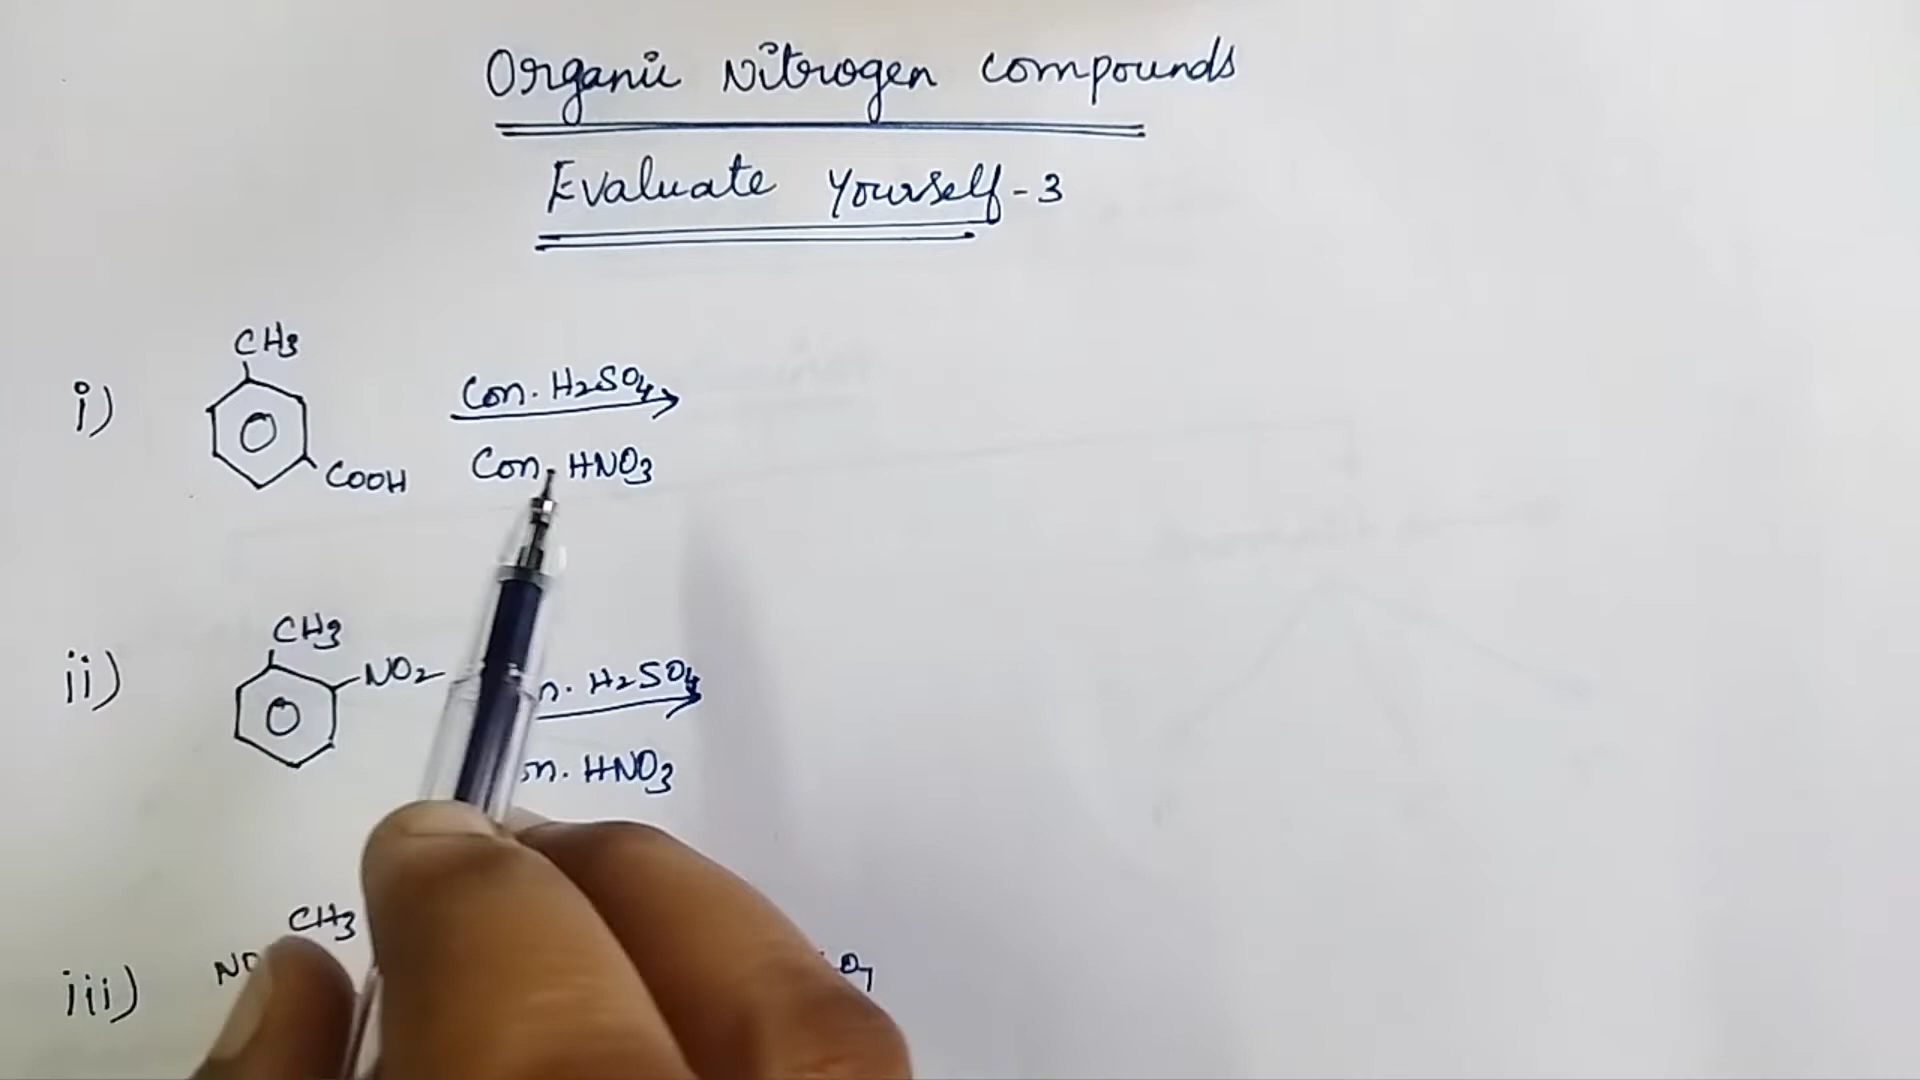 Organic Nitrogen compounds
Evaluate Yourself-3
i)
CH3
COOH
Con. H2SO4
Con. HNO3
ii)
CH3
NO2
H2SO4
HNO3
iii)
CH3